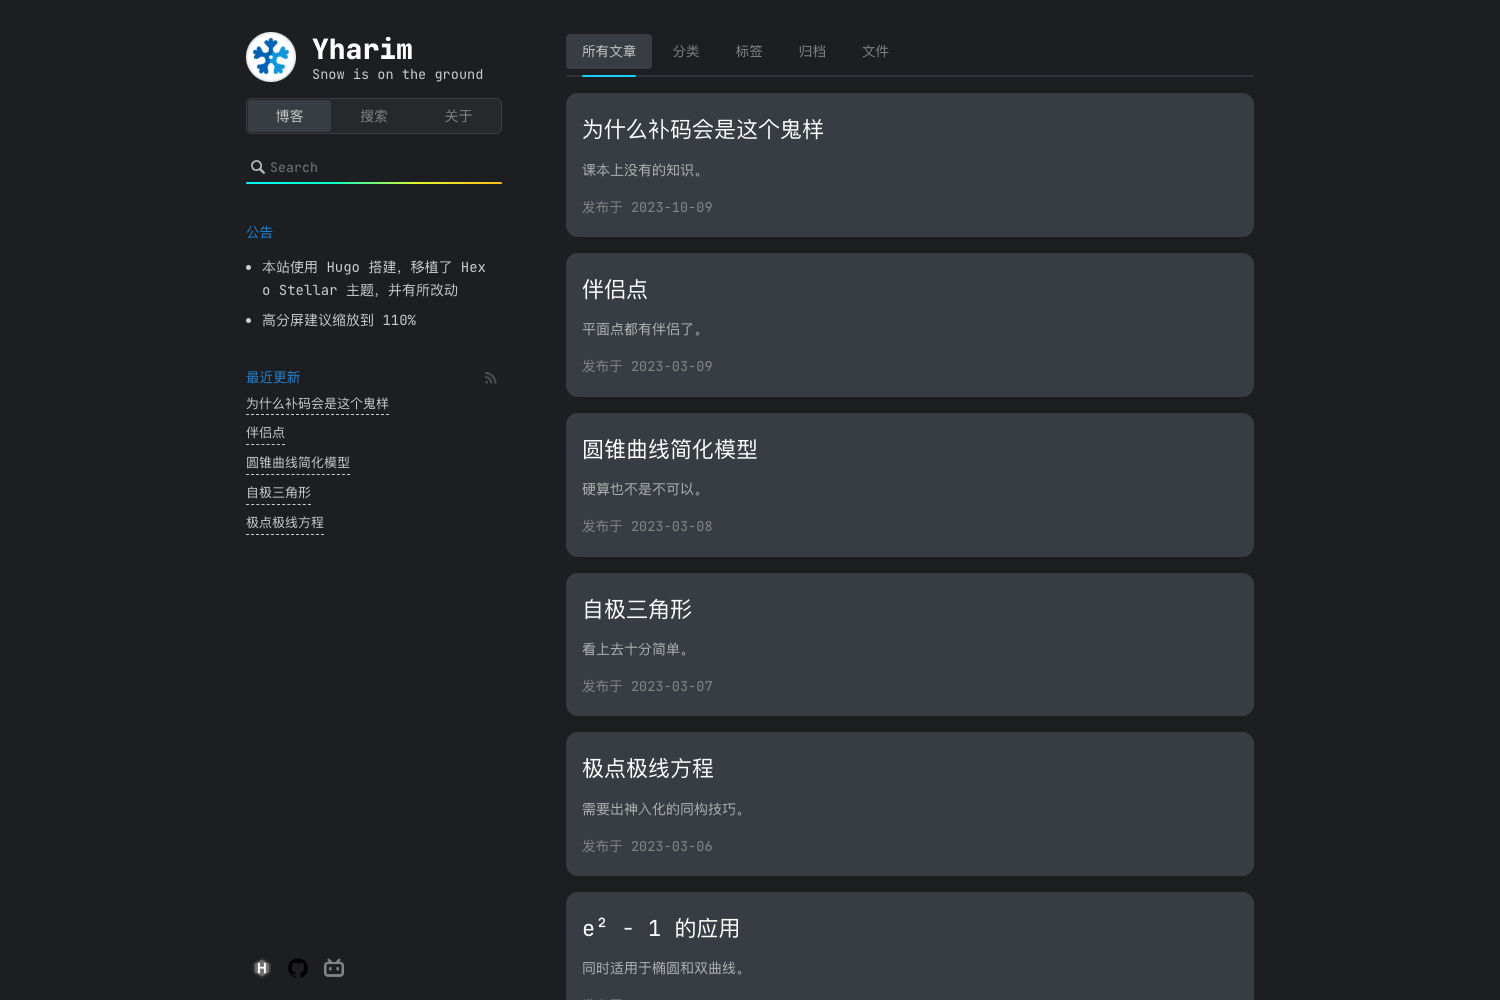 Yharim
Snow is on the ground
博客 搜索 关于
Search
公告
本站使用 Hugo 搭建，移植了 Hex
o Stellar 主题，并有所改动
高分屏建议缩放到 110%
最近更新
为什么补码会是这个鬼样
伴侣点
圆锥曲线简化模型
自极三角形
极点极线方程
H
所有文章 分类 标签 归档 文件
为什么补码会是这个鬼样
课本上没有的知识。
发布于 2023-10-09
伴侣点
平面点都有伴侣了。
发布于 2023-03-09
圆锥曲线简化模型
硬算也不是不可以。
发布于 2023-03-08
自极三角形
看上去十分简单。
发布于 2023-03-07
极点极线方程
需要出神入化的同构技巧。
发布于 2023-03-06
e² - 1 的应用
同时适用于椭圆和双曲线。